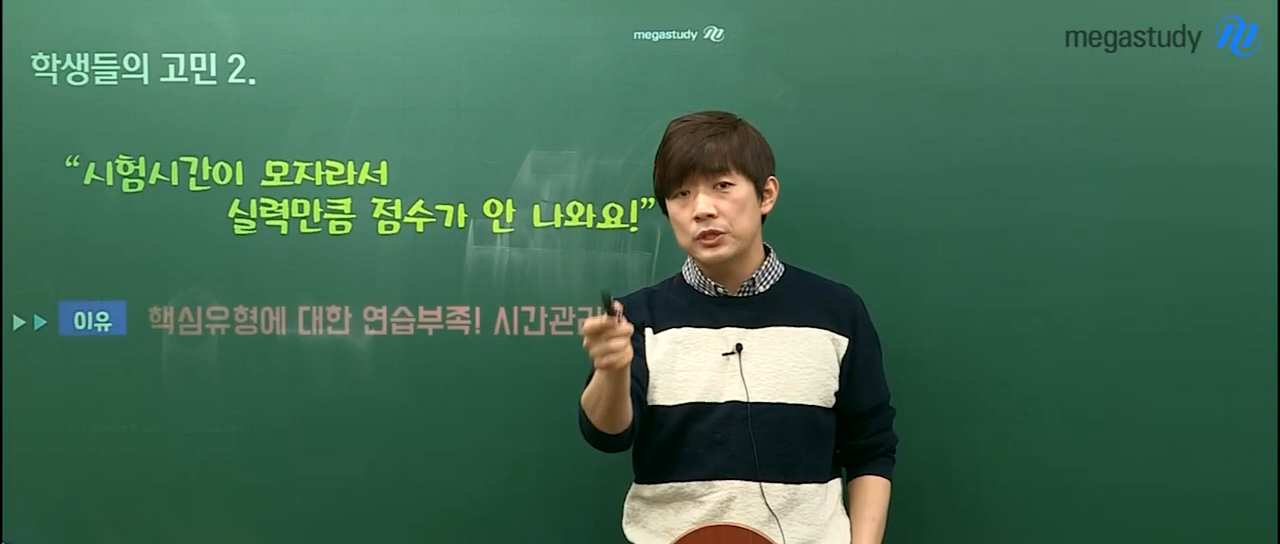 megastudy
megastudy
학생들의 고민 2.
“시험시간이 모자라서
실력만큼 점수가 안 나와요!”
이유
핵심유형에 대한 연습부족! 시간관리